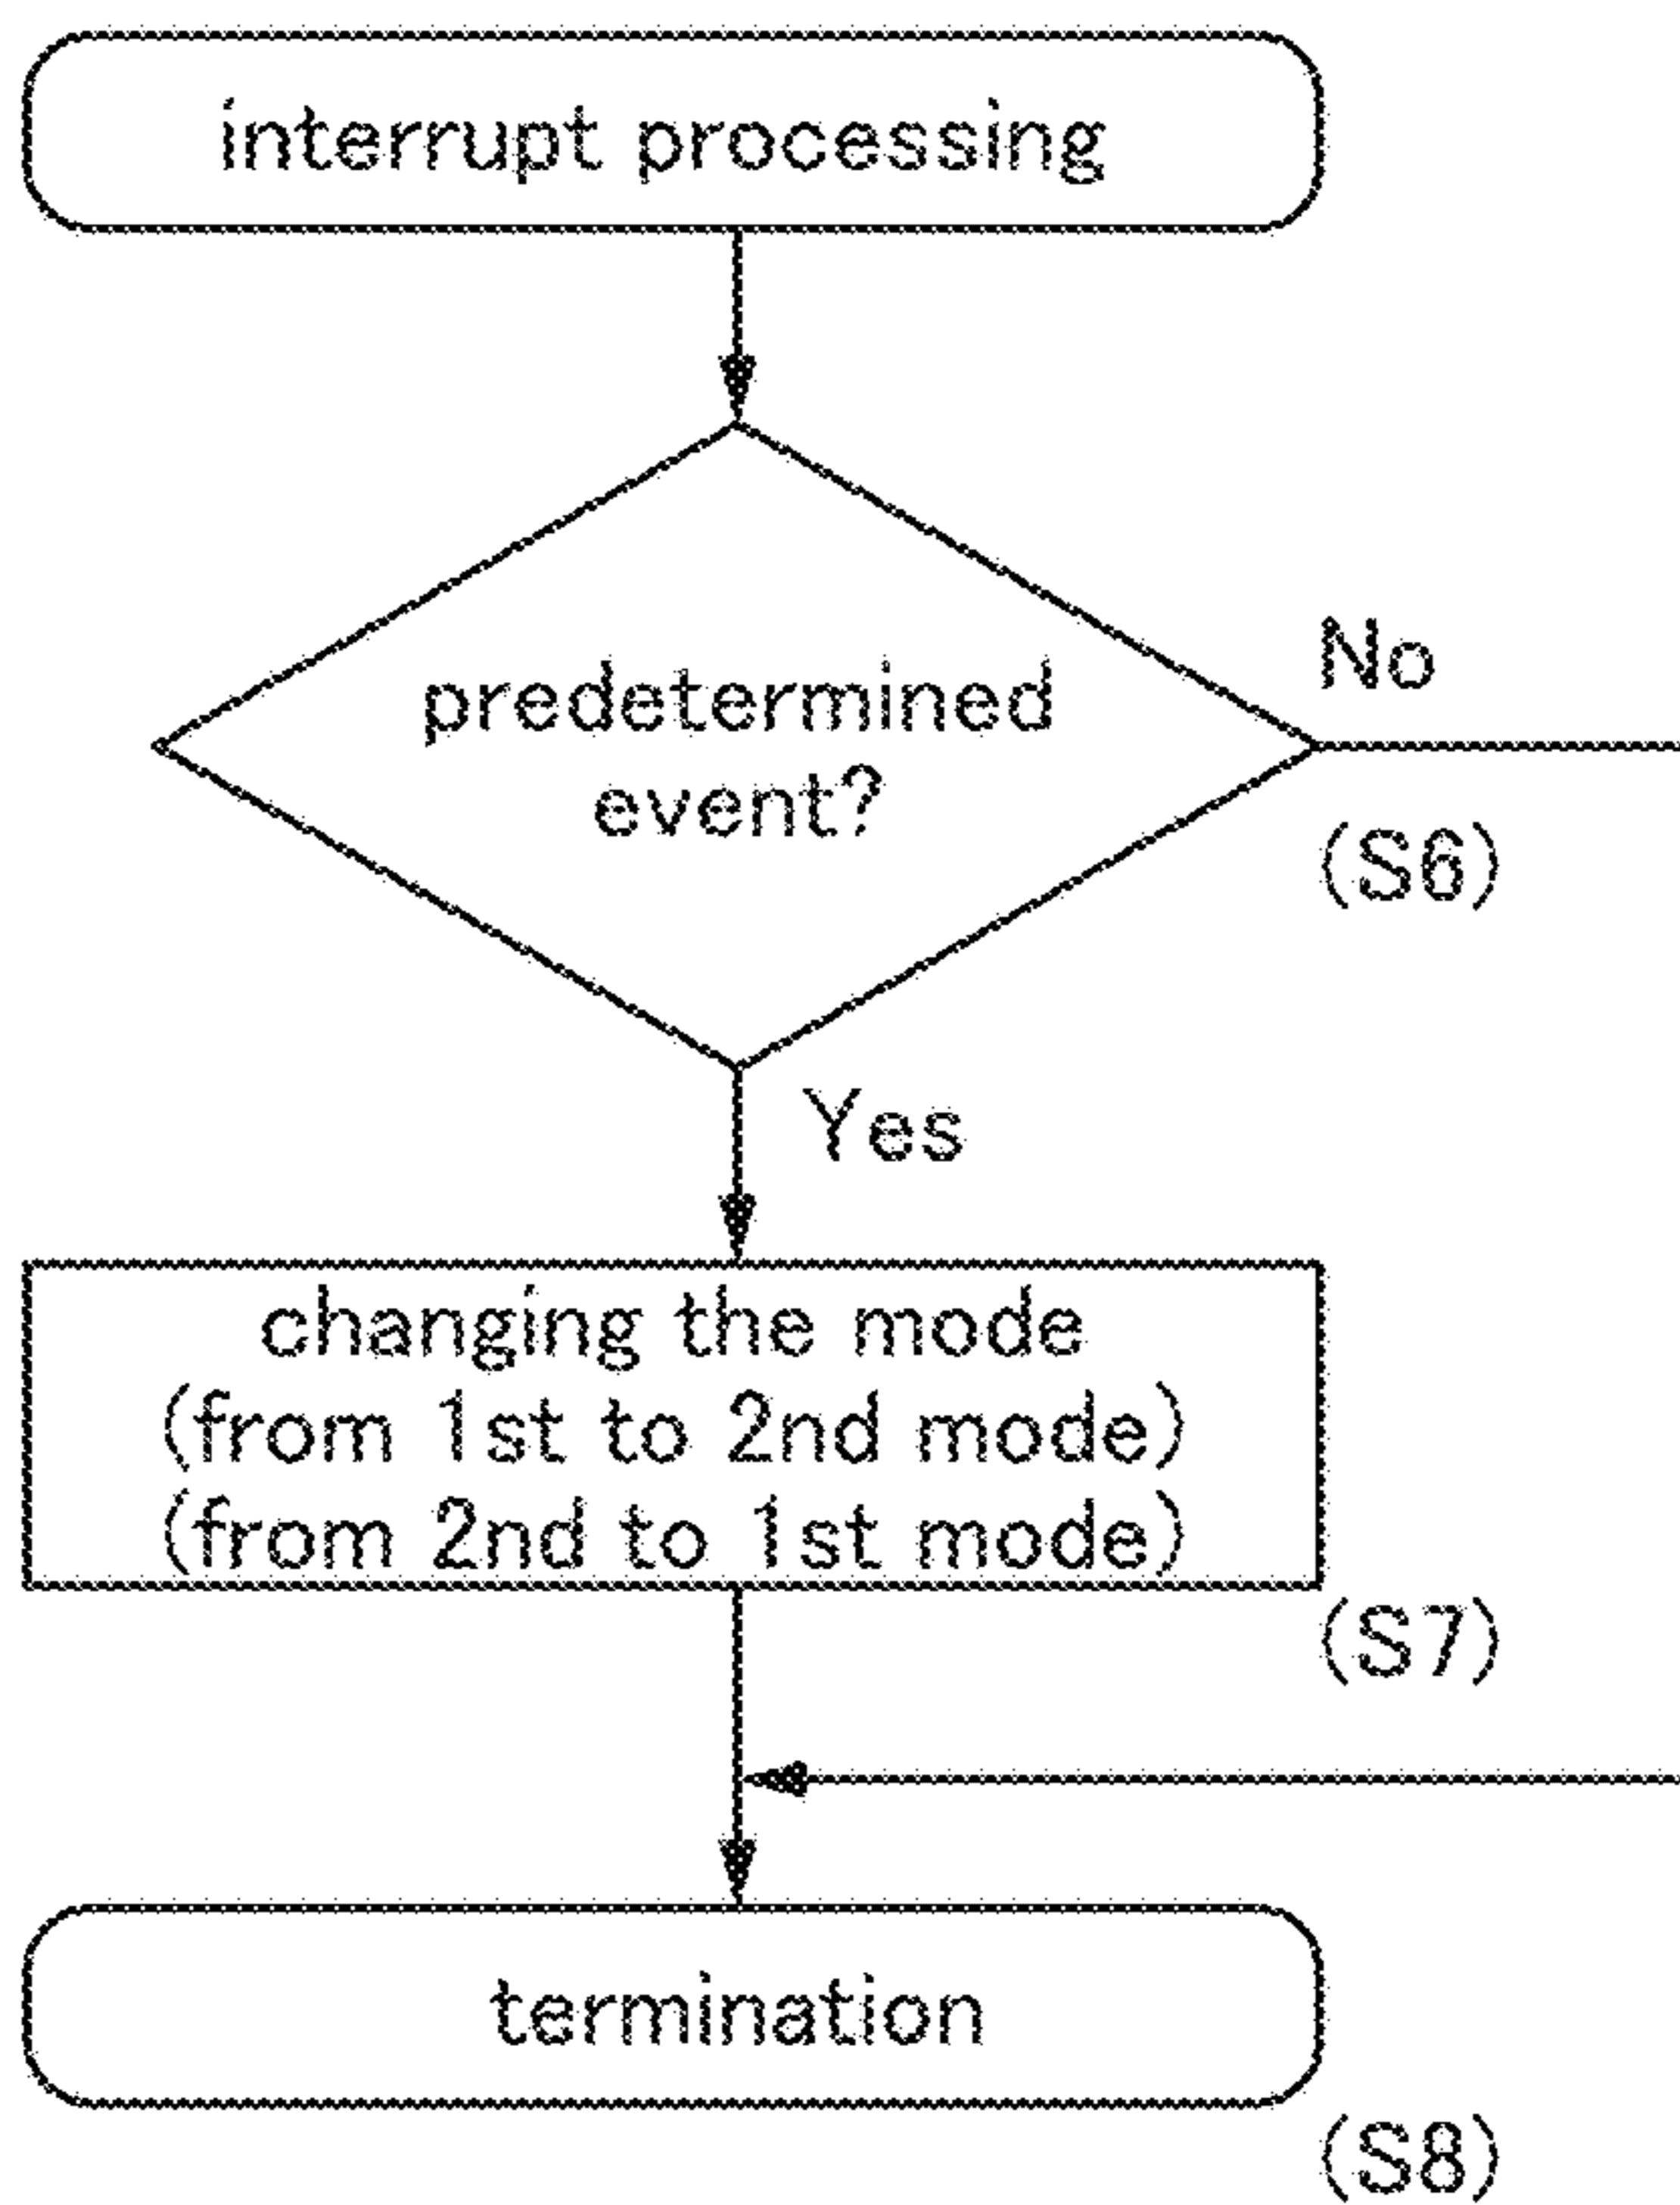 interrupt processing
predetermined
event?
No
(S6)
Yes
changing the mode
(from 1st to 2nd mode)
(from 2nd to 1st mode)
(S7)
termination
(S8)